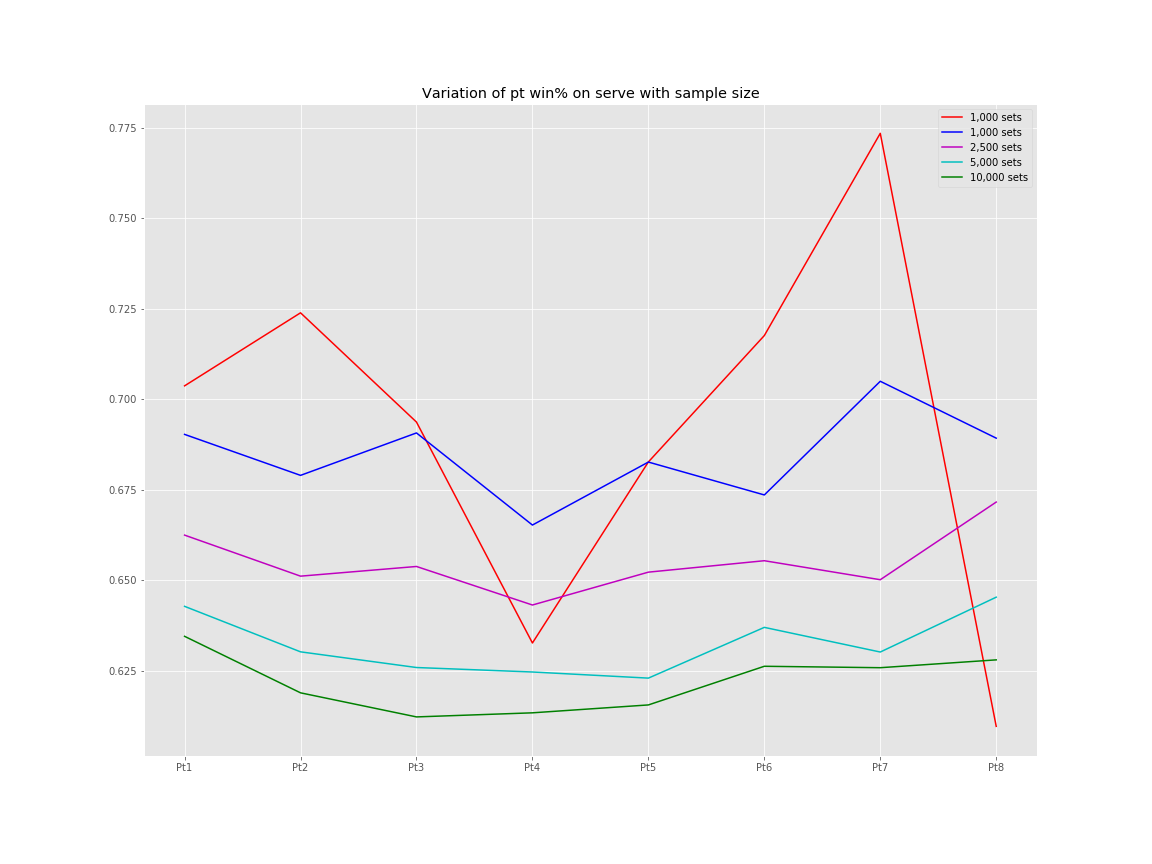 Variation of pt win% on serve with sample size
1,000 sets
1,000 sets
2,500 sets
5,000 sets
10,000 sets
0.775
0.750
0.725
0.700
0.675
0.650
0.625
Pt1 Pt2 Pt3 Pt4 Pt5 Pt6 Pt7 Pt8